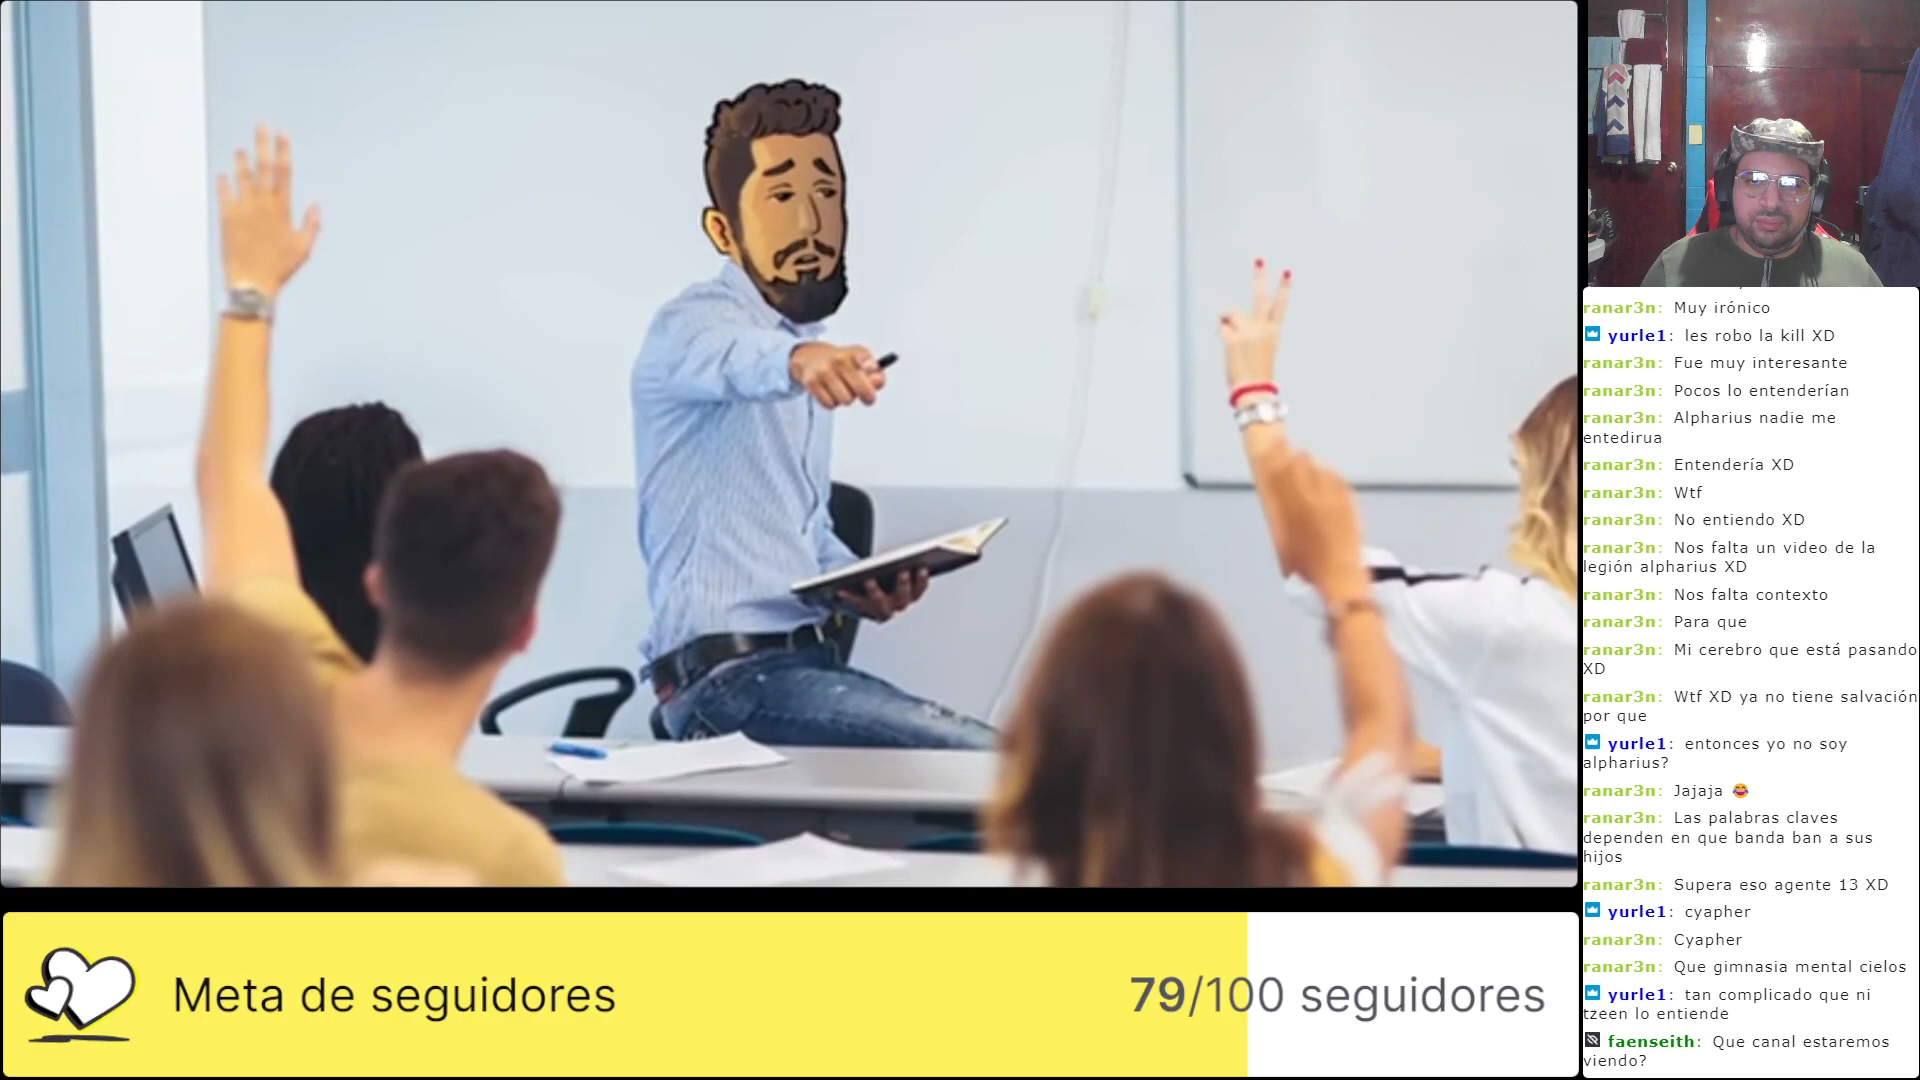 ranar3n: Muy irónico
yurle1: les robo la kill XD
ranar3n: Fue muy interesante
ranar3n: Pocos lo entenderían
ranar3n: Alpharius nadie me
entedirua
ranar3n: Entendería XD
ranar3n: Wtf
ranar3n: No entiendo XD
ranar3n: Nos falta un video de la
legión alpharius XD
ranar3n: Nos falta contexto
ranar3n: Para que
ranar3n: Mi cerebro que está pasando
XD
ranar3n: Wtf XD ya no tiene salvación
por que
yurle1: entonces yo no soy
alpharius?
ranar3n: Jajaja 😂
ranar3n: Las palabras claves
dependen en que banda ban a sus
hijos
ranar3n: Supera eso agente 13 XD
yurle1: cyapher
ranar3n: Cyapher
ranar3n: Que gimnasia mental cielos
yurle1: tan complicado que ni
tzeen lo entiende
faenseith: Que canal estaremos
viendo?
Meta de seguidores
79/100 seguidores